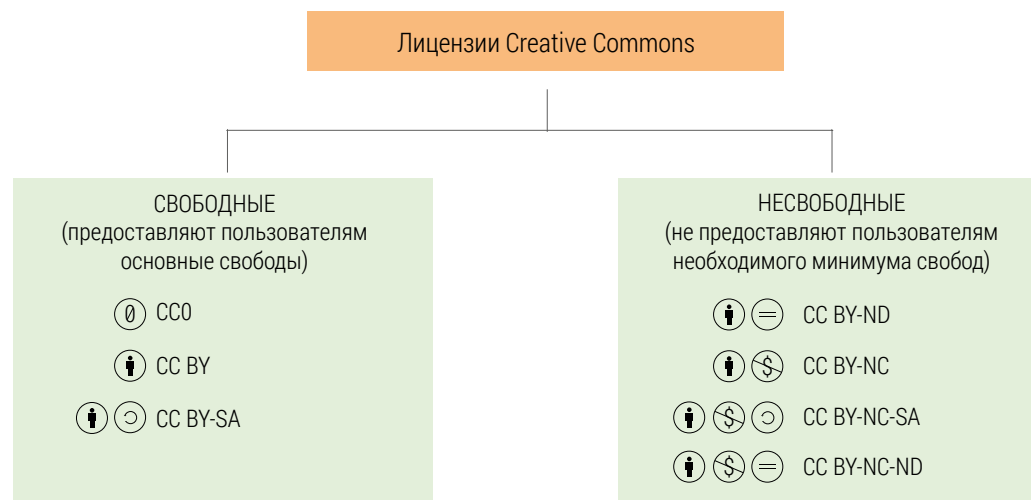 Лицензии Creative Commons
СВОБОДНЫЕ
(предоставляют пользователям
основные свободы)
CC0
CC BY
CC BY-SA
НЕСВОБОДНЫЕ
(не предоставляют пользователям
необходимого минимума свобод)
CC BY-ND
CC BY-NC
CC BY-NC-SA
CC BY-NC-ND